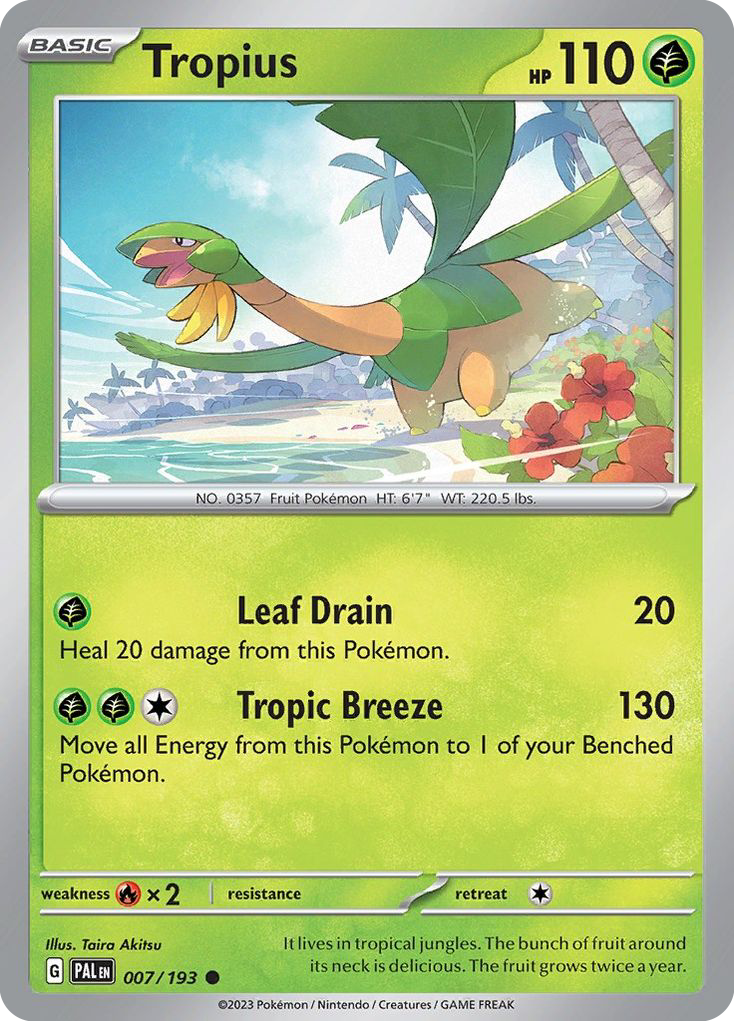 BASIC
Tropius
HP 110
NO. 0357 Fruit Pokémon HT: 6'7" WT: 220.5 lbs.
Leaf Drain 20
Heal 20 damage from this Pokémon.
Tropic Breeze 130
Move all Energy from this Pokémon to 1 of your Benched
Pokémon.
weakness ×2 resistance retreat
Illus. Taira Akitsu
G PAL EN 007/193
It lives in tropical jungles. The bunch of fruit around
its neck is delicious. The fruit grows twice a year.
©2023 Pokémon / Nintendo / Creatures / GAME FREAK